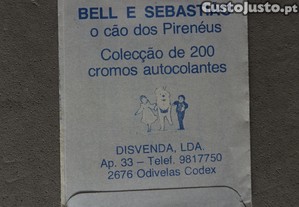 CustoJusto.pt
BELL E SEBASTIÃO
o cão dos Pirenéus
Colecção de 200
cromos autocolantes
DISVENDA, LDA.
Ap. 33 – Telef. 9817750
2676 Odivelas Codex